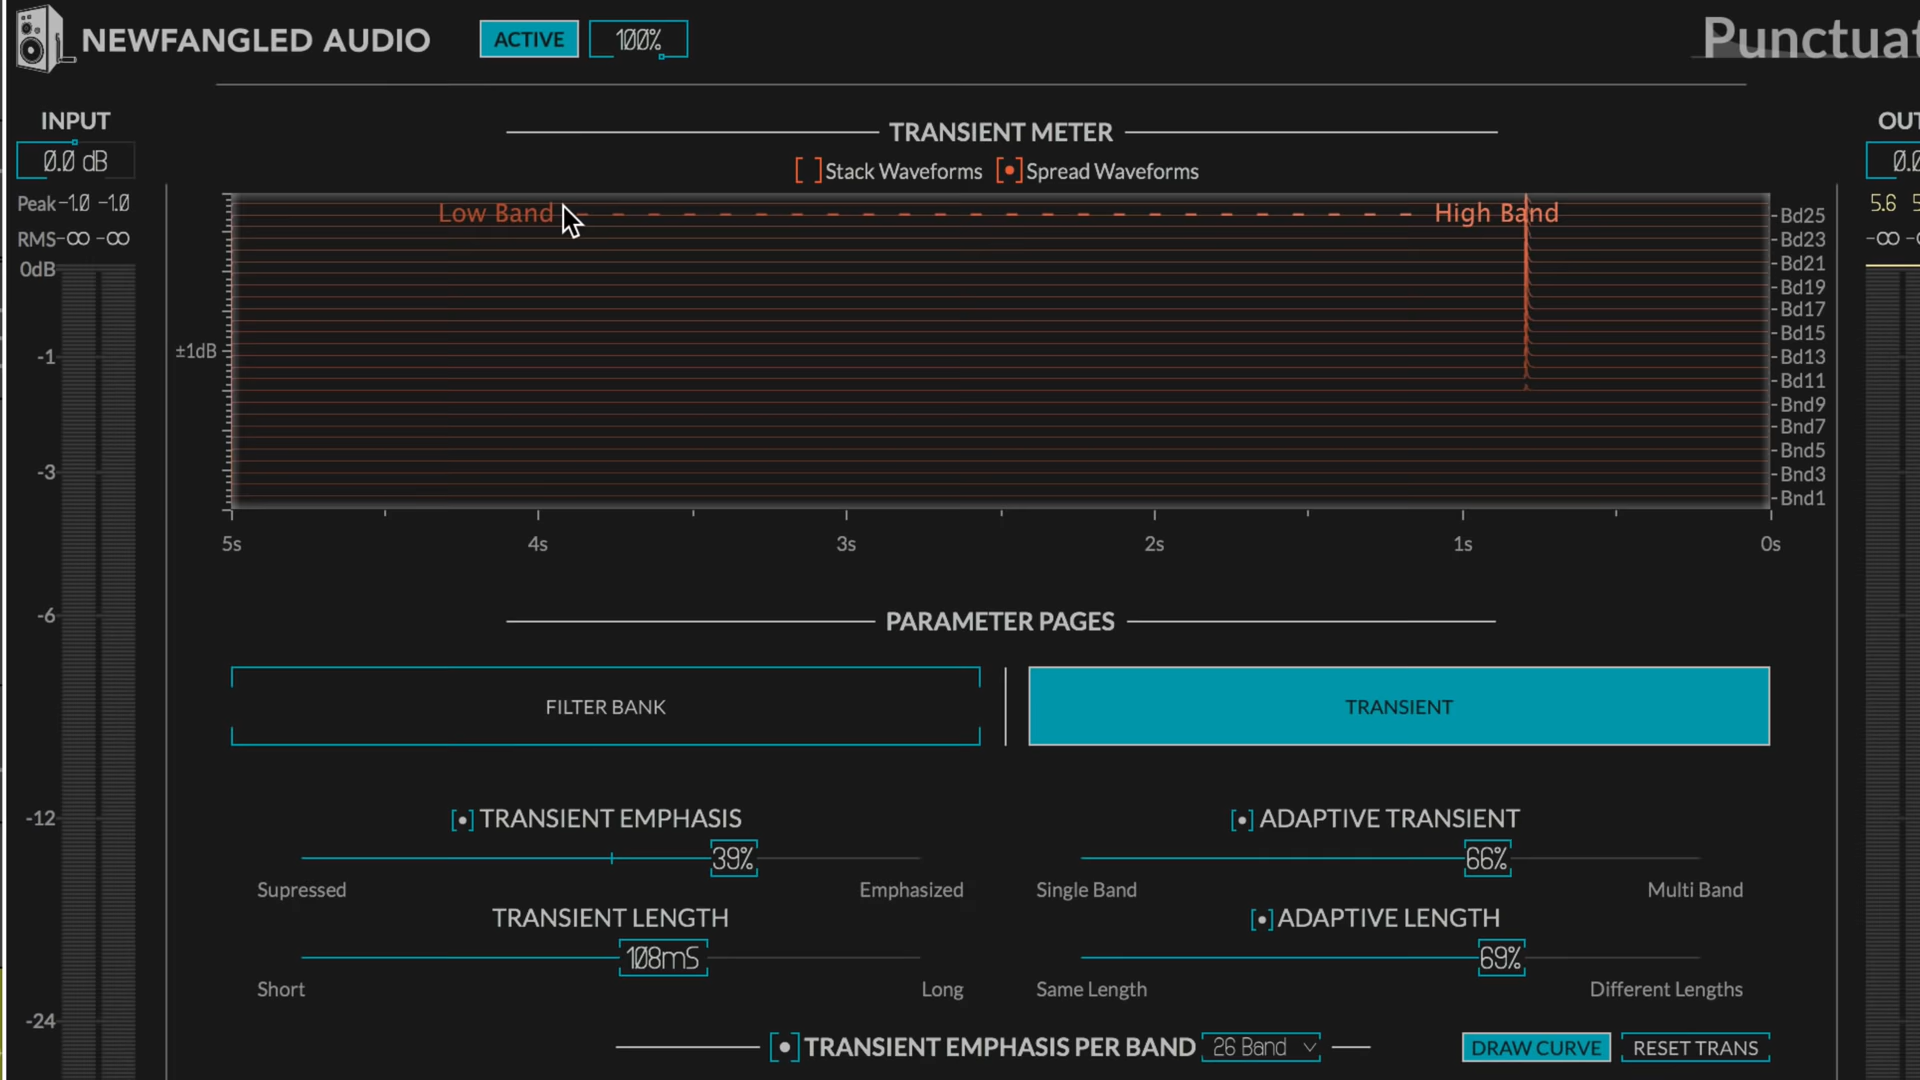 NEWFANGLED AUDIO
ACTIVE
100%
Punctuat
INPUT
0.0 dB
Peak -1.0 -1.0
RMS -∞ -∞
0dB
-1
-3
-6
-12
-24
TRANSIENT METER
[ ] Stack Waveforms [•] Spread Waveforms
Low Band - - - - - - - - - - - - - - - - - - - - - - - High Band
±1dB
Bd25
Bd23
Bd21
Bd19
Bd17
Bd15
Bd13
Bd11
Bnd9
Bnd7
Bnd5
Bnd3
Bnd1
5s 4s 3s 2s 1s 0s
OUT
0.0
5.6 5
-∞ -∞
PARAMETER PAGES
FILTER BANK
TRANSIENT
[•] TRANSIENT EMPHASIS
39%
Supressed Emphasized
TRANSIENT LENGTH
108mS
Short Long
[•] ADAPTIVE TRANSIENT
66%
Single Band Multi Band
[•] ADAPTIVE LENGTH
69%
Same Length Different Lengths
[•] TRANSIENT EMPHASIS PER BAND 26 Band
DRAW CURVE
RESET TRANS